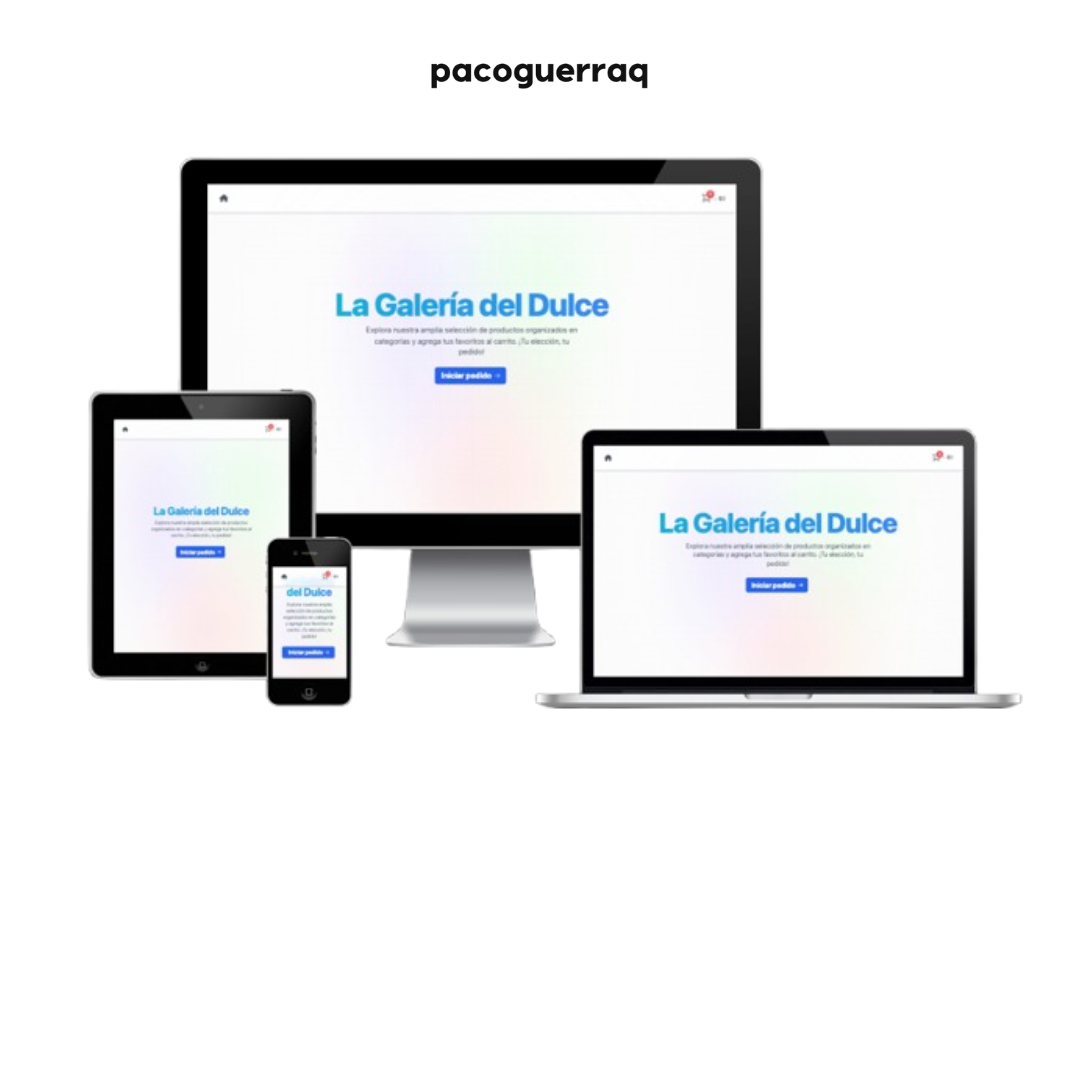 pacoguerraq
La Galería del Dulce
Explora nuestra amplia selección de productos organizados en
categorías y agrega tus favoritos al carrito. ¡Tu elección, tu
pedido!
Iniciar pedido →
La Galería del Dulce
Explora nuestra amplia selección de productos
organizados en categorías y agrega tus favoritos al
carrito. ¡Tu elección, tu pedido!
Iniciar pedido →
del Dulce
Explora nuestra amplia
selección de productos
organizados en categorías
y agrega tus favoritos al
carrito. ¡Tu elección, tu
pedido!
Iniciar pedido →
La Galería del Dulce
Explora nuestra amplia selección de productos organizados en
categorías y agrega tus favoritos al carrito. ¡Tu elección, tu
pedido!
Iniciar pedido →